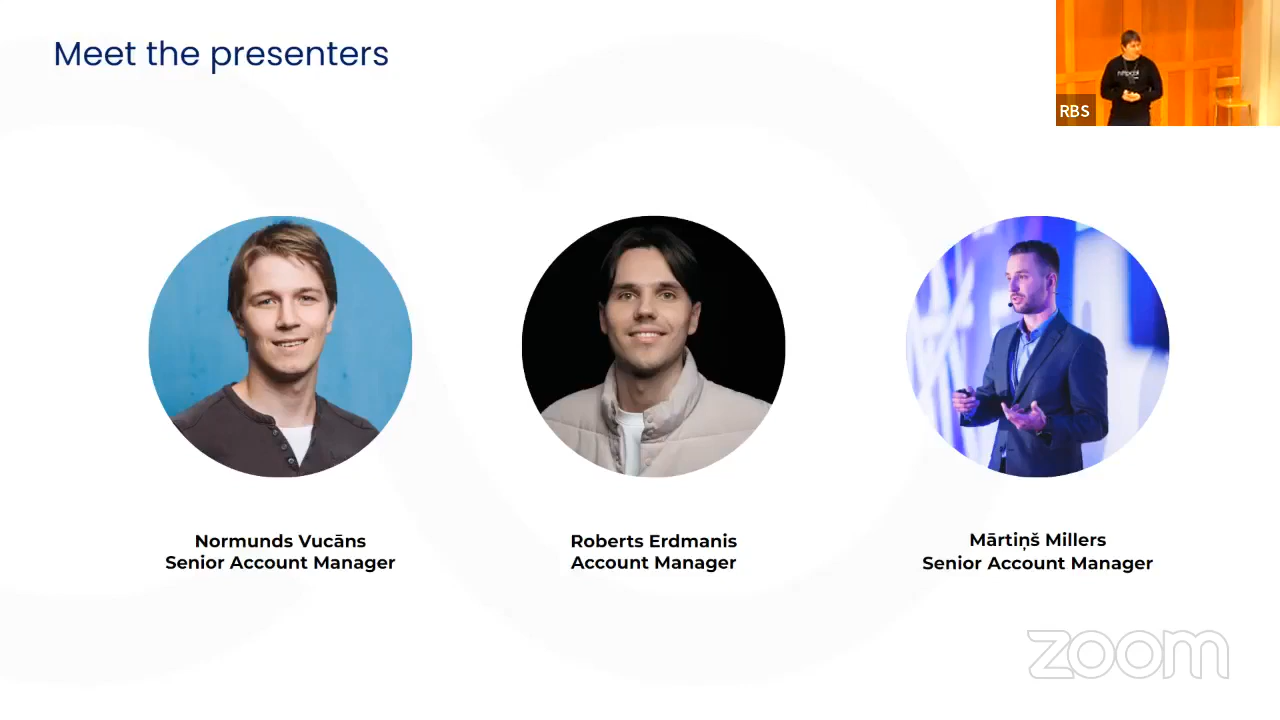 Meet the presenters
RBS
Normunds Vucāns
Senior Account Manager
Roberts Erdmanis
Account Manager
Mārtiņš Millers
Senior Account Manager
zoom